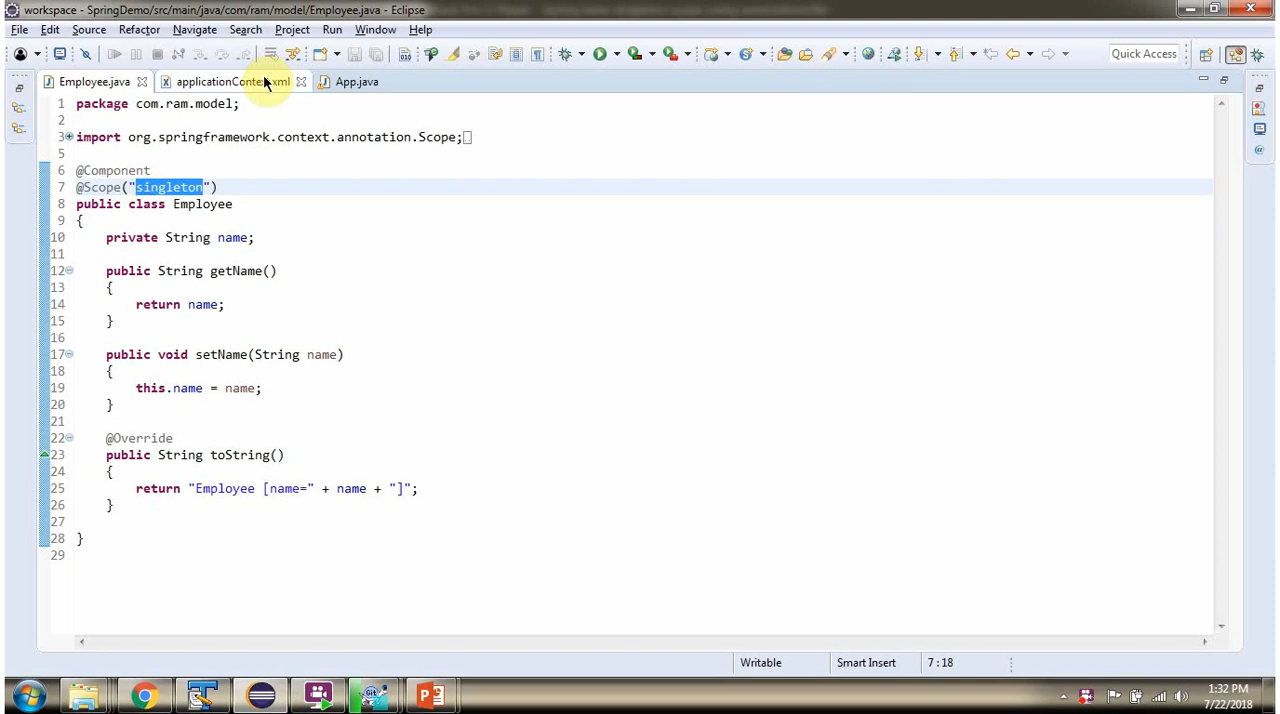 workspace - SpringDemo/src/main/java/com/ram/model/Employee.java - Eclipse
File Edit Source Refactor Navigate Search Project Run Window Help
Quick Access
Employee.java applicationContext.xml App.java
1 package com.ram.model;
2
3 import org.springframework.context.annotation.Scope;
5
6 @Component
7 @Scope("singleton")
8 public class Employee
9 {
10 private String name;
11
12 public String getName()
13 {
14 return name;
15 }
16
17 public void setName(String name)
18 {
19 this.name = name;
20 }
21
22 @Override
23 public String toString()
24 {
25 return "Employee [name=" + name + "]";
26 }
27
28 }
29
Writable Smart Insert 7 : 18
1:32 PM
7/22/2018